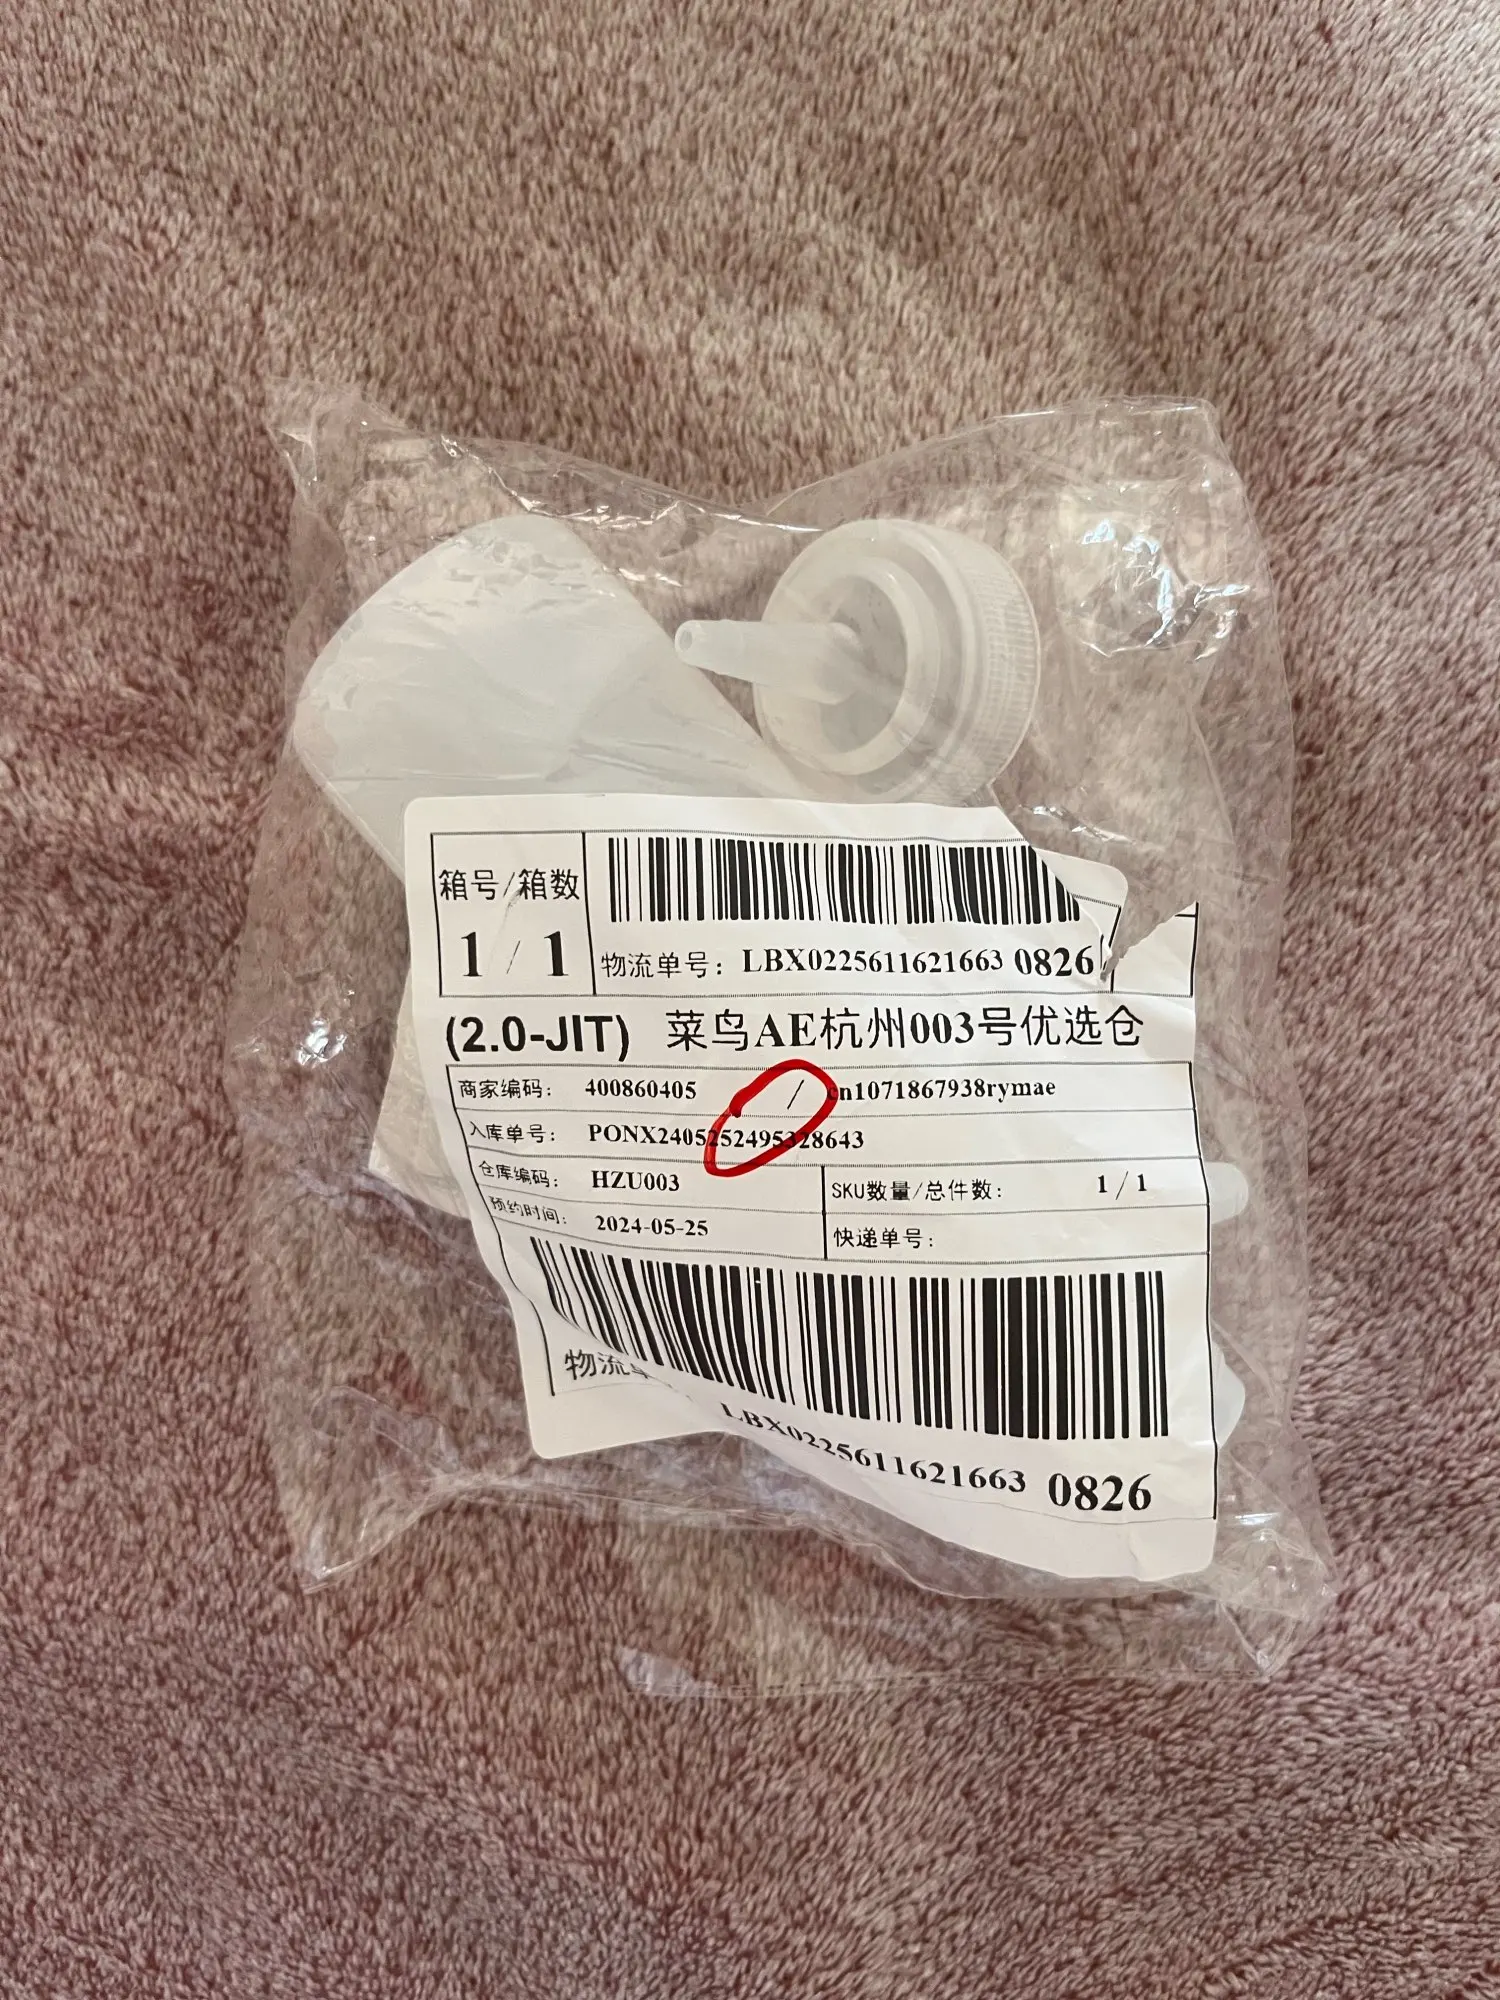 箱号/箱数
1 / 1
物流单号: LBX0225611621663 0826
(2.0-JIT) 菜鸟AE杭州003号优选仓
商家编码: 400860405 / cn1071867938rymae
入库单号: PONX2405252495328643
仓库编码: HZU003
SKU数量/总件数: 1 / 1
预约时间: 2024-05-25
快递单号:
物流
LBX0225611621663 0826